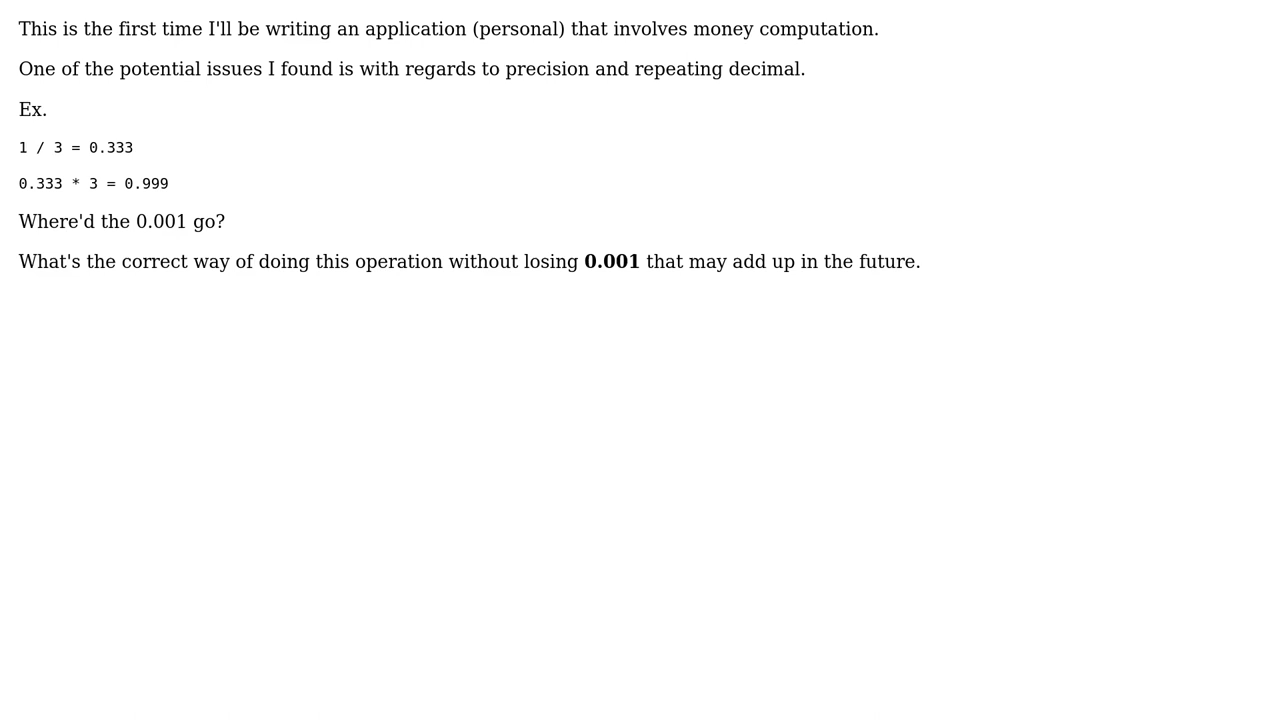 This is the first time I'll be writing an application (personal) that involves money computation.
One of the potential issues I found is with regards to precision and repeating decimal.
Ex.
1 / 3 = 0.333
0.333 * 3 = 0.999
Where'd the 0.001 go?
What's the correct way of doing this operation without losing 0.001 that may add up in the future.